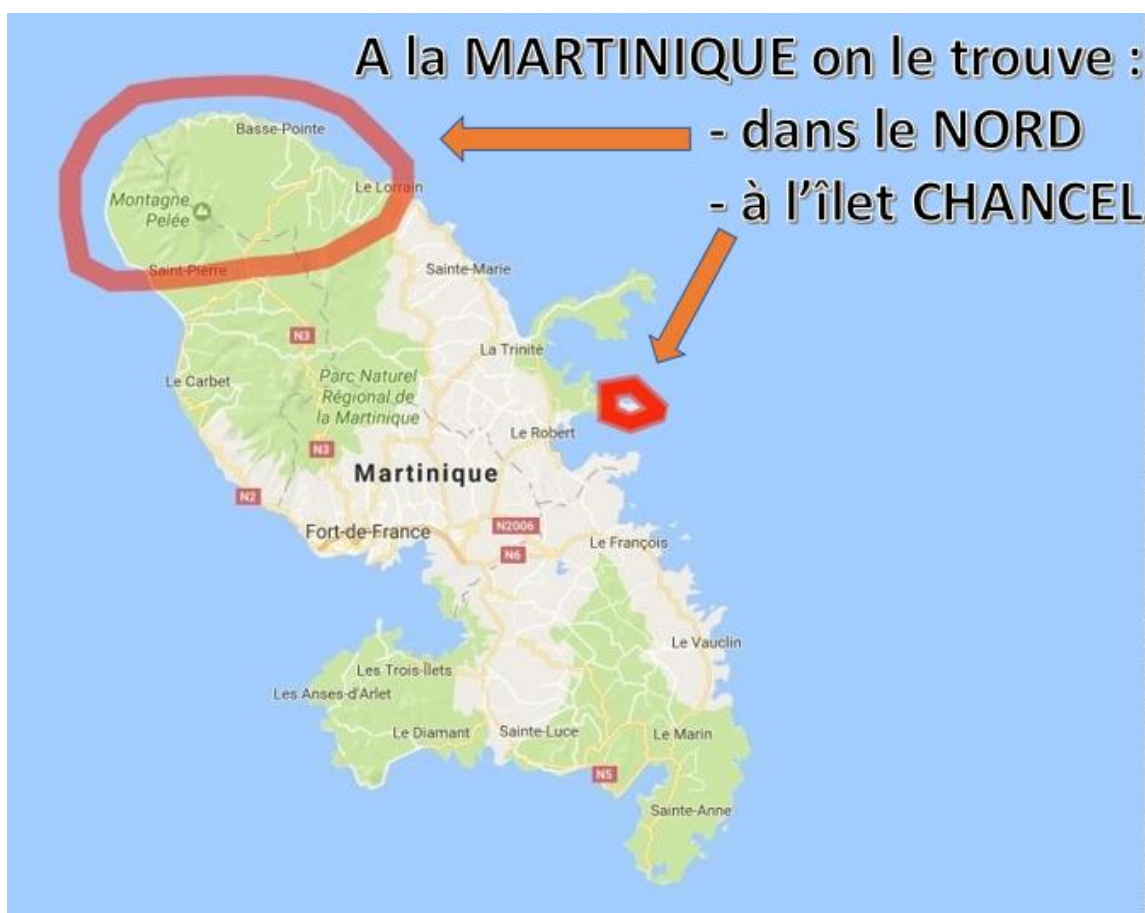 A la MARTINIQUE on le trouve :
- dans le NORD
- à l'îlet CHANCEL
Basse-Pointe
Le Lorrain
Montagne
Pelée
Saint-Pierre
Sainte-Marie
N3
La Trinité
Le Carbet
Parc Naturel
Régional de
la Martinique
Le Robert
N3
Martinique
N2
Fort-de-France
N2006
N6
Le François
Le Vauclin
Les Trois-Îlets
Les Anses-d'Arlet
Le Diamant
Sainte-Luce
Le Marin
N5
Sainte-Anne